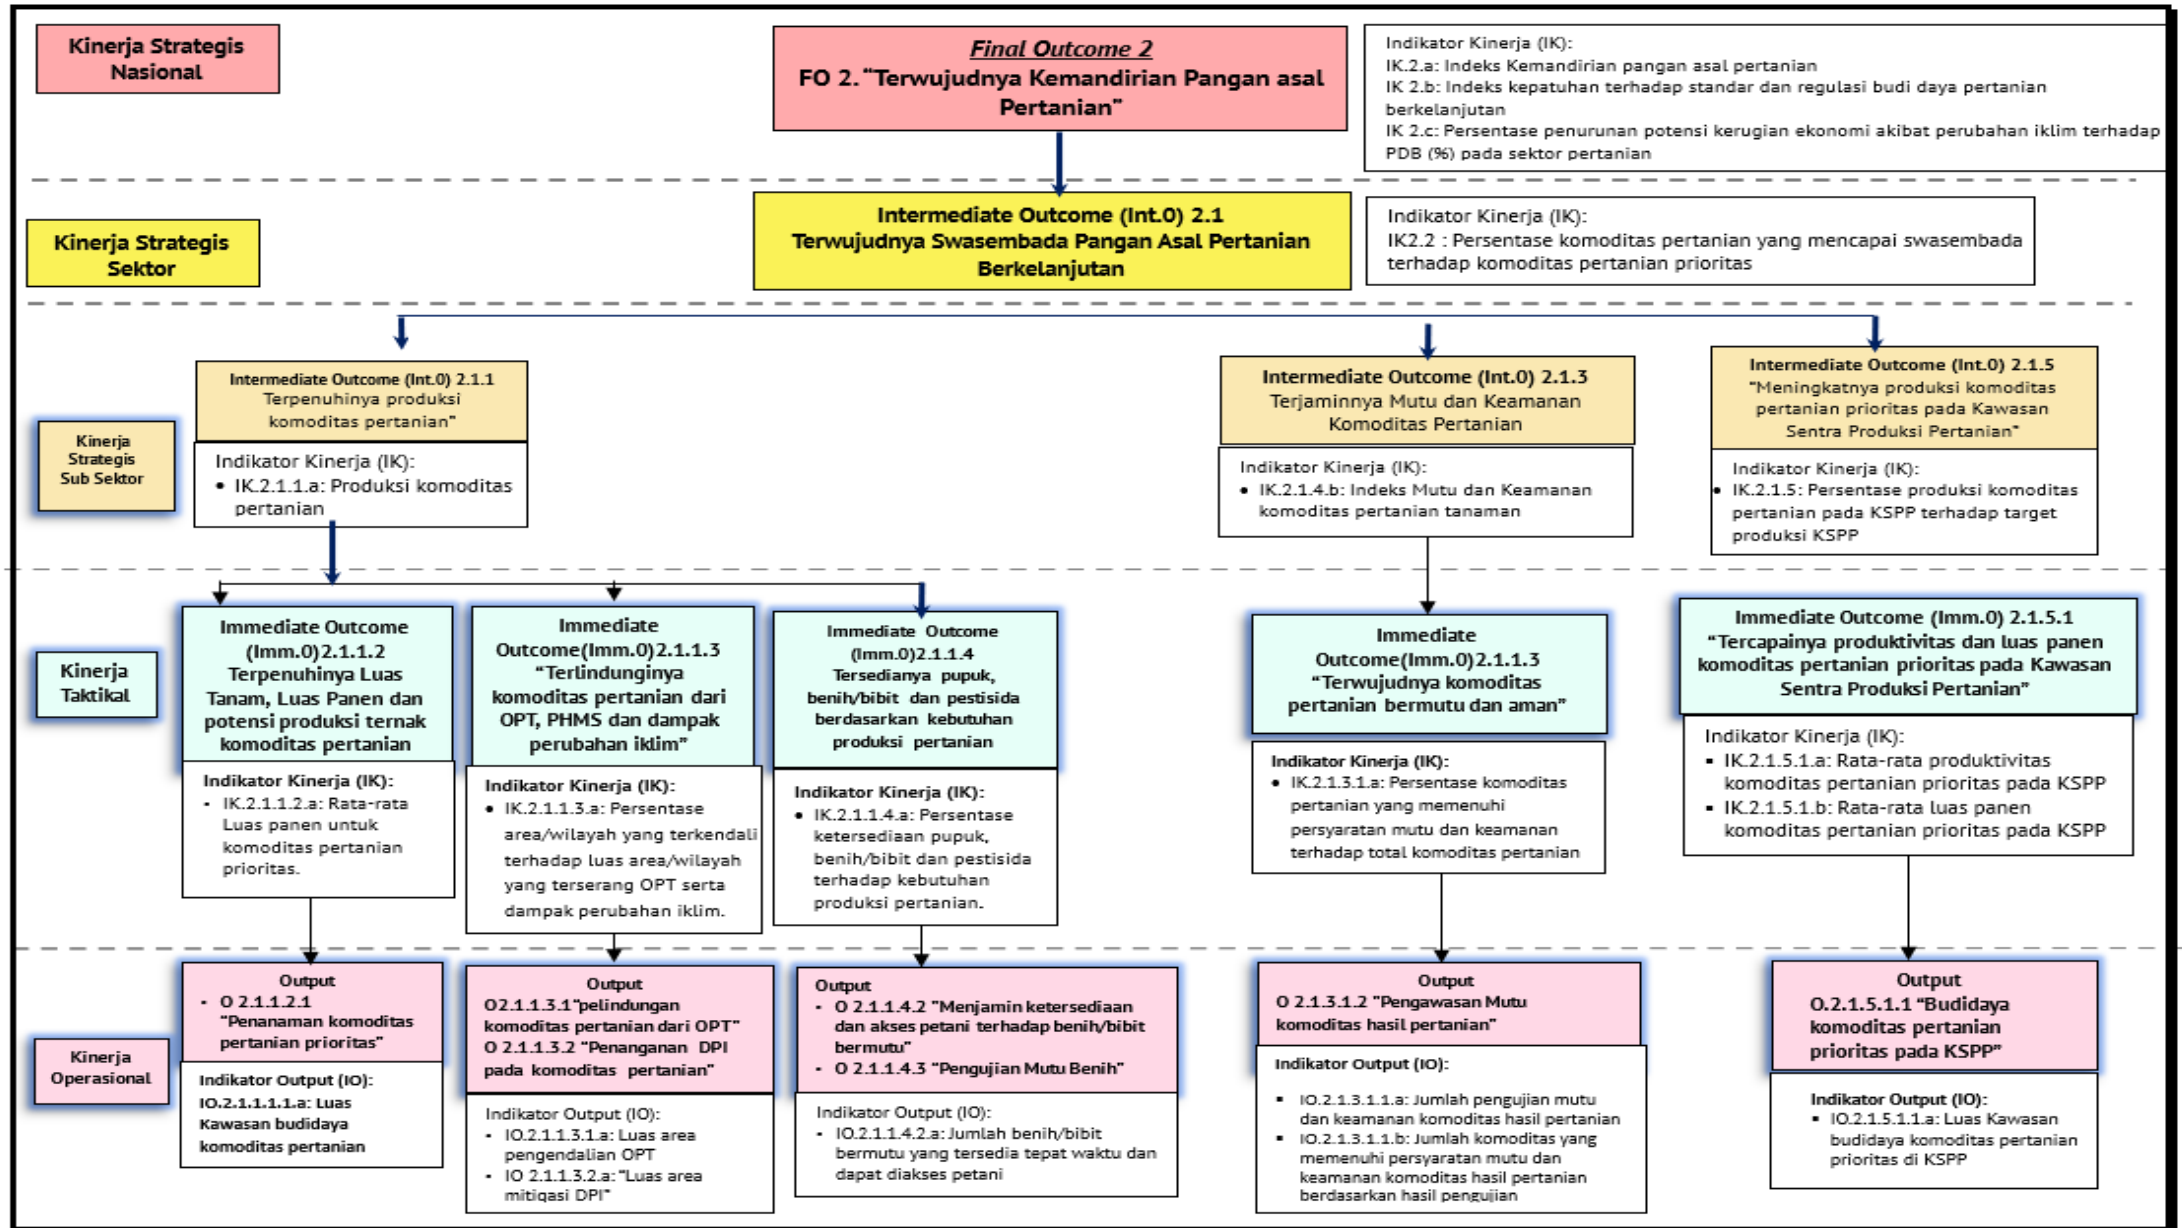 Kinerja Strategis
Nasional
Final Outcome 2
FO 2. “Terwujudnya Kemandirian Pangan asal
Pertanian”
Indikator Kinerja (IK):
IK.2.a: Indeks Kemandirian pangan asal pertanian
IK 2.b: Indeks kepatuhan terhadap standar dan regulasi budi daya pertanian
berkelanjutan
IK 2.c: Persentase penurunan potensi kerugian ekonomi akibat perubahan iklim terhadap
PDB (%) pada sektor pertanian
Kinerja Strategis
Sektor
Intermediate Outcome (Int.0) 2.1
Terwujudnya Swasembada Pangan Asal Pertanian
Berkelanjutan
Indikator Kinerja (IK):
IK2.2 : Persentase komoditas pertanian yang mencapai swasembada
terhadap komoditas pertanian prioritas
Kinerja
Strategis
Sub Sektor
Intermediate Outcome (Int.0) 2.1.1
Terpenuhinya produksi
komoditas pertanian”
Indikator Kinerja (IK):
• IK.2.1.1.a: Produksi komoditas
pertanian
Intermediate Outcome (Int.0) 2.1.3
Terjaminnya Mutu dan Keamanan
Komoditas Pertanian
Indikator Kinerja (IK):
• IK.2.1.4.b: Indeks Mutu dan Keamanan
komoditas pertanian tanaman
Intermediate Outcome (Int.0) 2.1.5
“Meningkatnya produksi komoditas
pertanian prioritas pada Kawasan
Sentra Produksi Pertanian”
Indikator Kinerja (IK):
• IK.2.1.5: Persentase produksi komoditas
pertanian pada KSPP terhadap target
produksi KSPP
Kinerja
Taktikal
Immediate Outcome
(Imm.0)2.1.1.2
Terpenuhinya Luas
Tanam, Luas Panen dan
potensi produksi ternak
komoditas pertanian
Indikator Kinerja (IK):
- IK.2.1.1.2.a: Rata-rata
Luas panen untuk
komoditas pertanian
prioritas.
Immediate
Outcome(Imm.0)2.1.1.3
“Terlindunginya
komoditas pertanian dari
OPT, PHMS dan dampak
perubahan iklim”
Indikator Kinerja (IK):
• IK.2.1.1.3.a: Persentase
area/wilayah yang terkendali
terhadap luas area/wilayah
yang terserang OPT serta
dampak perubahan iklim.
Immediate Outcome
(Imm.0)2.1.1.4
Tersedianya pupuk,
benih/bibit dan pestisida
berdasarkan kebutuhan
produksi pertanian
Indikator Kinerja (IK):
• IK.2.1.1.4.a: Persentase
ketersediaan pupuk,
benih/bibit dan pestisida
terhadap kebutuhan
produksi pertanian.
Immediate
Outcome(Imm.0)2.1.1.3
“Terwujudnya komoditas
pertanian bermutu dan aman”
Indikator Kinerja (IK):
• IK.2.1.3.1.a: Persentase komoditas
pertanian yang memenuhi
persyaratan mutu dan keamanan
terhadap total komoditas pertanian
Immediate Outcome (Imm.0) 2.1.5.1
“Tercapainya produktivitas dan luas panen
komoditas pertanian prioritas pada Kawasan
Sentra Produksi Pertanian”
Indikator Kinerja (IK):
▪ IK.2.1.5.1.a: Rata-rata produktivitas
komoditas pertanian prioritas pada KSPP
▪ IK.2.1.5.1.b: Rata-rata luas panen
komoditas pertanian prioritas pada KSPP
Kinerja
Operasional
Output
- O 2.1.1.2.1
“Penanaman komoditas
pertanian prioritas”
Indikator Output (IO):
IO.2.1.1.1.1.a: Luas
Kawasan budidaya
komoditas pertanian
Output
O2.1.1.3.1“pelindungan
komoditas pertanian dari OPT”
O 2.1.1.3.2 “Penanganan DPI
pada komoditas pertanian”
Indikator Output (IO):
- IO.2.1.1.3.1.a: Luas area
pengendalian OPT
- IO 2.1.1.3.2.a: “Luas area
mitigasi DPI”
Output
- O 2.1.1.4.2 “Menjamin ketersediaan
dan akses petani terhadap benih/bibit
bermutu”
- O 2.1.1.4.3 “Pengujian Mutu Benih”
Indikator Output (IO):
- IO.2.1.1.4.2.a: Jumlah benih/bibit
bermutu yang tersedia tepat waktu dan
dapat diakses petani
Output
O 2.1.3.1.2 “Pengawasan Mutu
komoditas hasil pertanian”
Indikator Output (IO):
▪ IO.2.1.3.1.1.a: Jumlah pengujian mutu
dan keamanan komoditas hasil pertanian
▪ IO.2.1.3.1.1.b: Jumlah komoditas yang
memenuhi persyaratan mutu dan
keamanan komoditas hasil pertanian
berdasarkan hasil pengujian
Output
O.2.1.5.1.1 “Budidaya
komoditas pertanian
prioritas pada KSPP”
Indikator Output (IO):
▪ IO.2.1.5.1.1.a: Luas Kawasan
budidaya komoditas pertanian
prioritas di KSPP